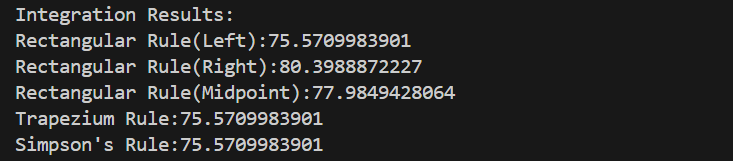 Integration Results:
Rectangular Rule(Left):75.5709983901
Rectangular Rule(Right):80.3988872227
Rectangular Rule(Midpoint):77.9849428064
Trapezium Rule:75.5709983901
Simpson's Rule:75.5709983901